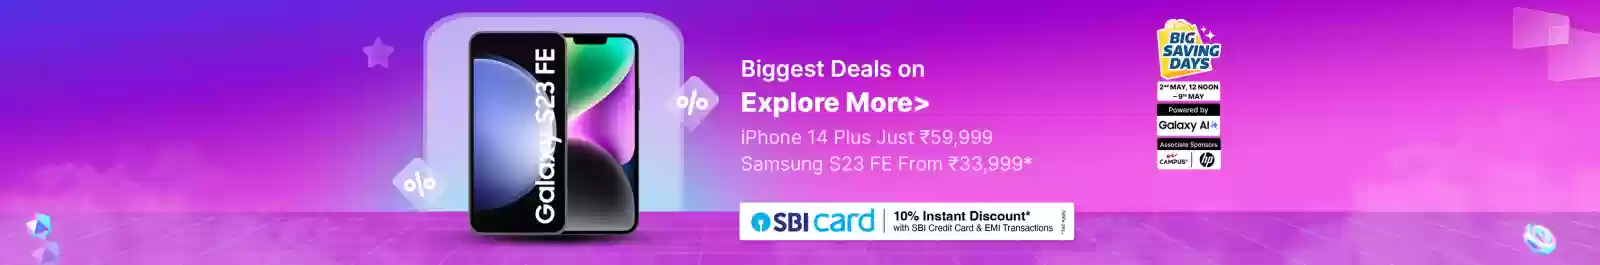 Galaxy S23 FE
%
%
Biggest Deals on
Explore More>
iPhone 14 Plus Just ₹59,999
Samsung S23 FE From ₹33,999*
SBI card
10% Instant Discount*
with SBI Credit Card & EMI Transactions
*T&C Apply
BIG
SAVING
DAYS
2ND MAY, 12 NOON
– 9TH MAY
Powered by
Galaxy AI
Associate Sponsors
CAMPUS
hp